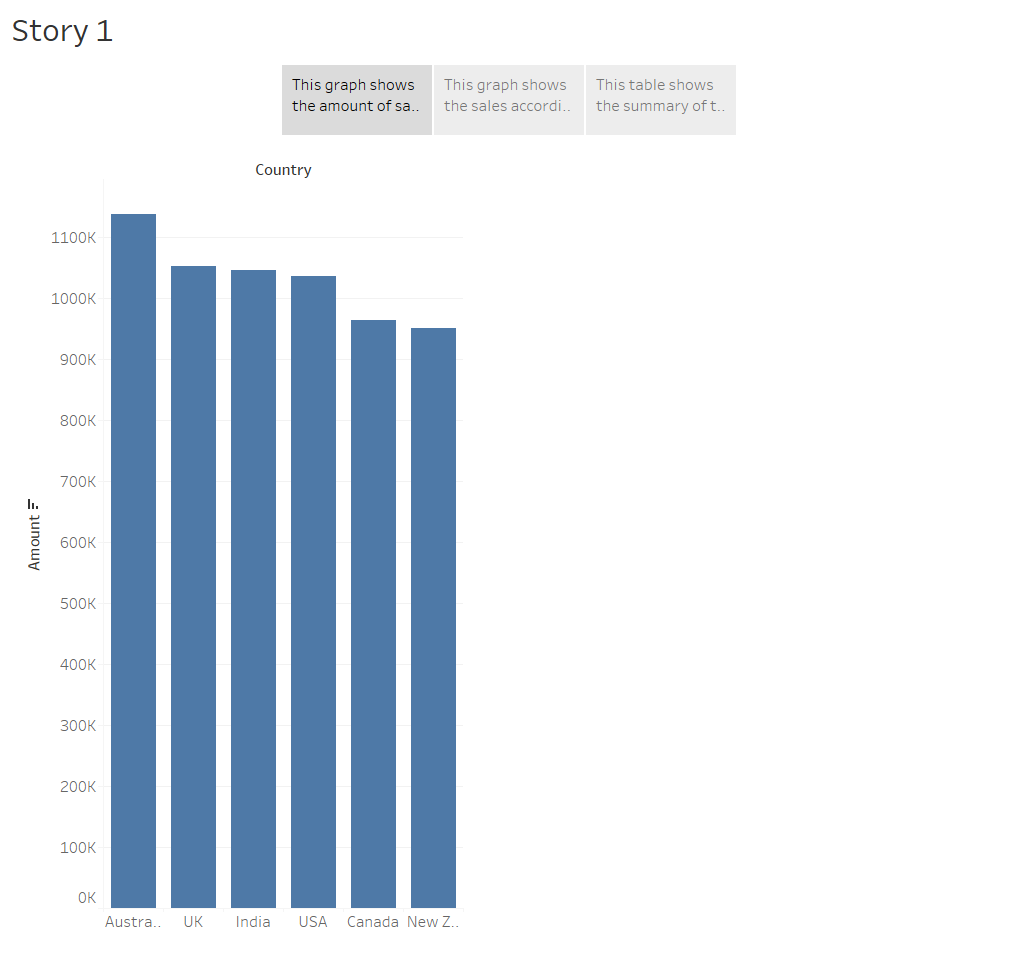 Story 1
This graph shows
the amount of sa..
This graph shows
the sales accordi..
This table shows
the summary of t..
Country
1100K
1000K
900K
800K
700K
600K
500K
400K
300K
200K
100K
0K
Amount
Austra.. UK India USA Canada New Z..